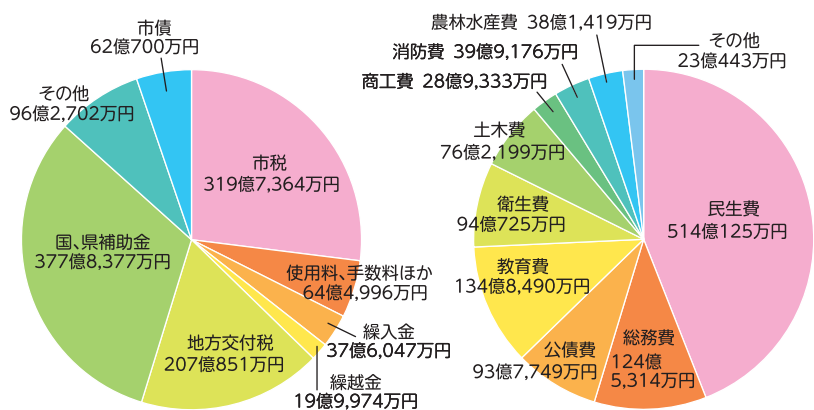 市債
62億700万円
その他
96億2,702万円
市税
319億7,364万円
国、県補助金
377億8,377万円
使用料、手数料ほか
64億4,996万円
地方交付税
207億851万円
繰入金
37億6,047万円
繰越金
19億9,974万円
農林水産費 38億1,419万円
消防費 39億9,176万円
商工費 28億9,333万円
その他
23億443万円
土木費
76億2,199万円
衛生費
94億725万円
民生費
514億125万円
教育費
134億8,490万円
公債費
93億7,749万円
総務費
124億
5,314万円